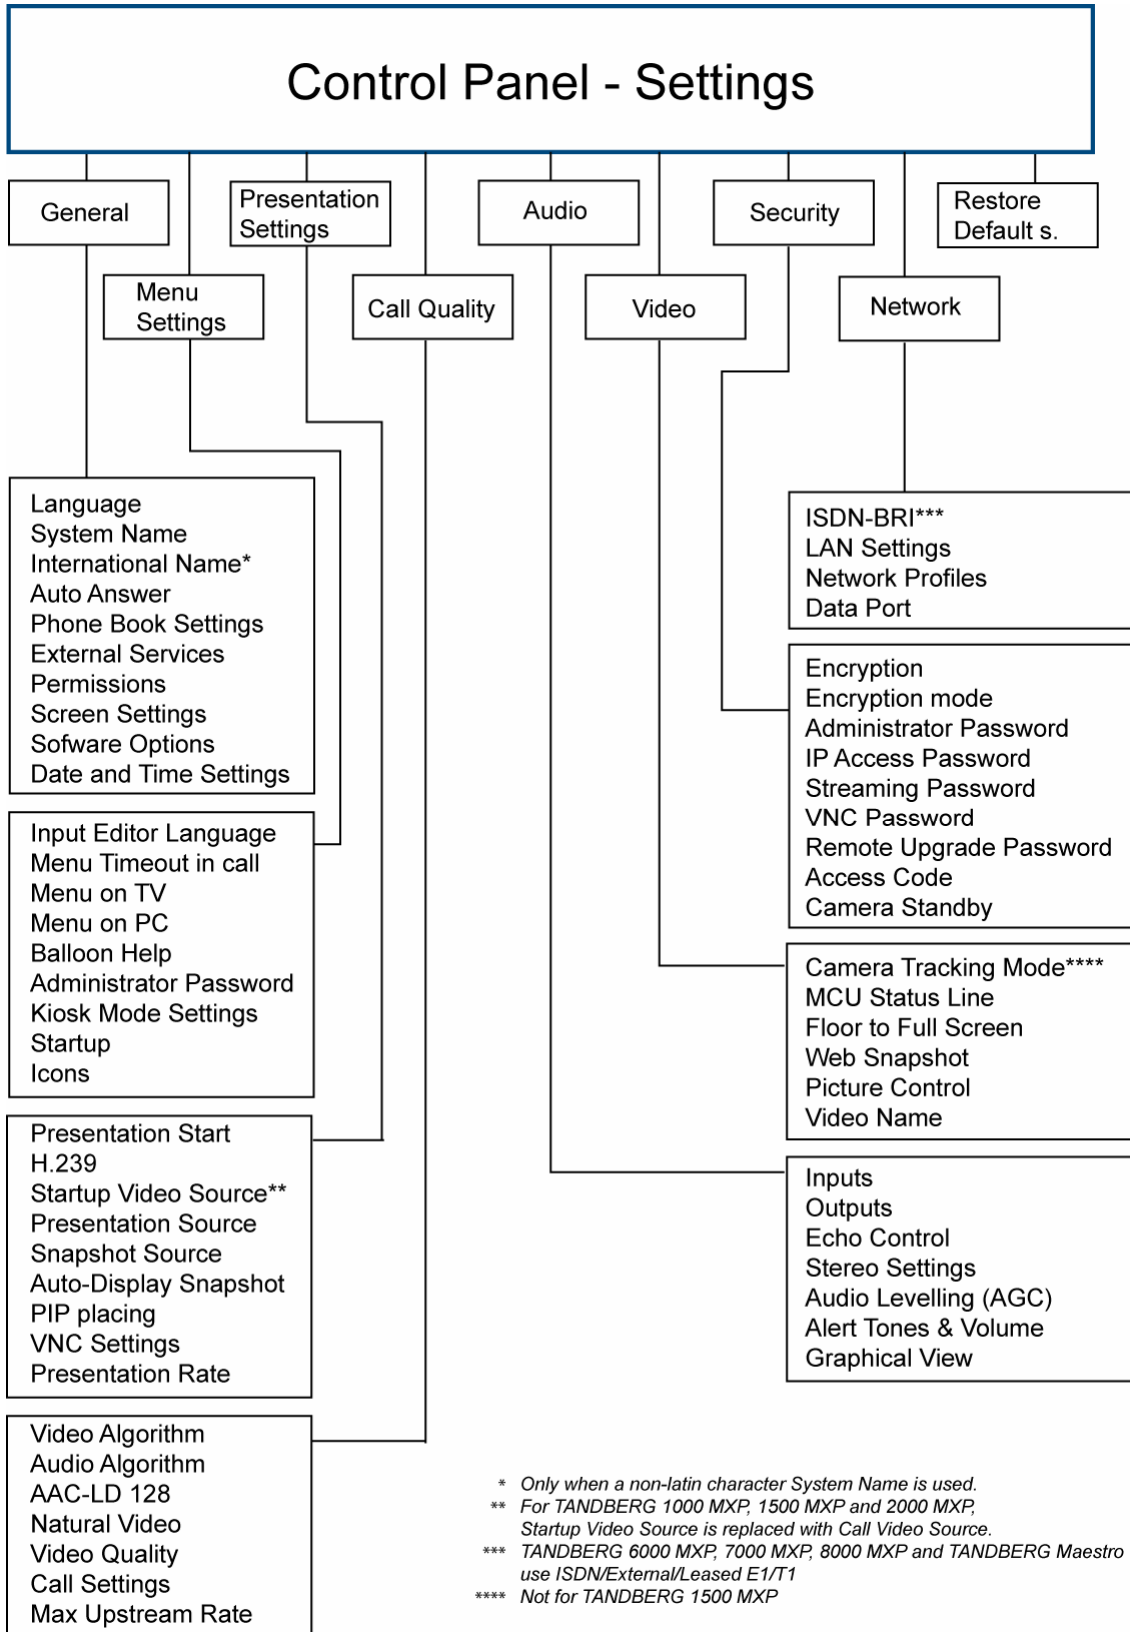 Control Panel - Settings
General
Presentation
Settings
Audio
Security
Restore
Default s.
Menu
Settings
Call Quality
Video
Network
Language
System Name
International Name*
Auto Answer
Phone Book Settings
External Services
Permissions
Screen Settings
Sofware Options
Date and Time Settings
Input Editor Language
Menu Timeout in call
Menu on TV
Menu on PC
Balloon Help
Administrator Password
Kiosk Mode Settings
Startup
Icons
Presentation Start
H.239
Startup Video Source**
Presentation Source
Snapshot Source
Auto-Display Snapshot
PIP placing
VNC Settings
Presentation Rate
Video Algorithm
Audio Algorithm
AAC-LD 128
Natural Video
Video Quality
Call Settings
Max Upstream Rate
ISDN-BRI***
LAN Settings
Network Profiles
Data Port
Encryption
Encryption mode
Administrator Password
IP Access Password
Streaming Password
VNC Password
Remote Upgrade Password
Access Code
Camera Standby
Camera Tracking Mode****
MCU Status Line
Floor to Full Screen
Web Snapshot
Picture Control
Video Name
Inputs
Outputs
Echo Control
Stereo Settings
Audio Levelling (AGC)
Alert Tones & Volume
Graphical View
* Only when a non-latin character System Name is used.
** For TANDBERG 1000 MXP, 1500 MXP and 2000 MXP,
Startup Video Source is replaced with Call Video Source.
*** TANDBERG 6000 MXP, 7000 MXP, 8000 MXP and TANDBERG Maestro
use ISDN/External/Leased E1/T1
**** Not for TANDBERG 1500 MXP